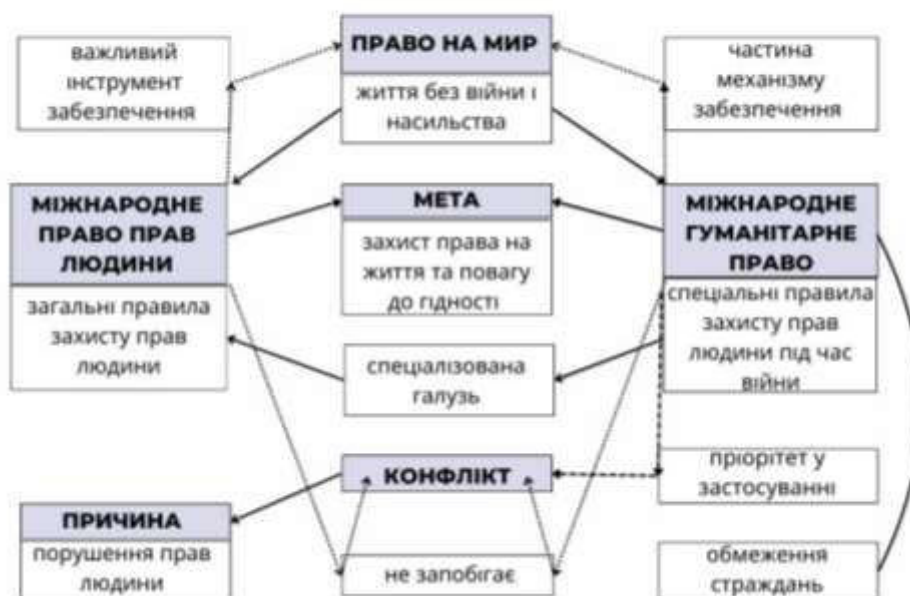 важливий
інструмент
забезпечення
ПРАВО НА МИР
життя без війни і
насильства
частина
механізму
забезпечення
МІЖНАРОДНЕ
ПРАВО ПРАВ
ЛЮДИНИ
загальні правила
захисту прав
людини
МЕТА
захист права на
життя та повагу
до гідності
МІЖНАРОДНЕ
ГУМАНІТАРНЕ
ПРАВО
спеціальні правила
захисту прав
людини під час
війни
спеціалізована
галузь
КОНФЛІКТ
пріорітет у
застосуванні
ПРИЧИНА
порушення прав
людини
не запобігає
обмеження
страждань